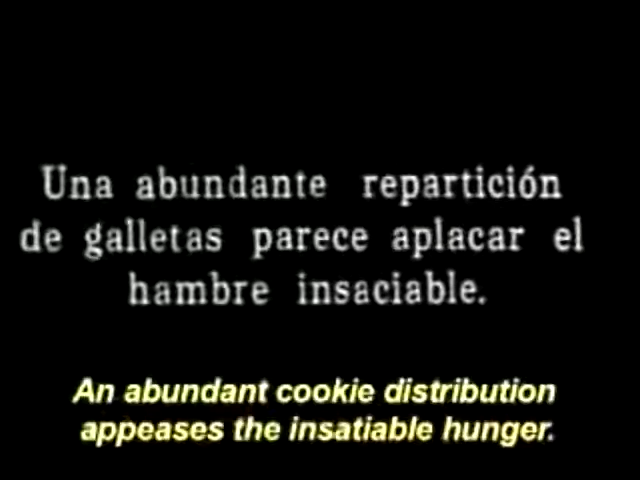 Una abundante repartición
de galletas parece aplacar el
hambre insaciable.
An abundant cookie distribution
appeases the insatiable hunger.